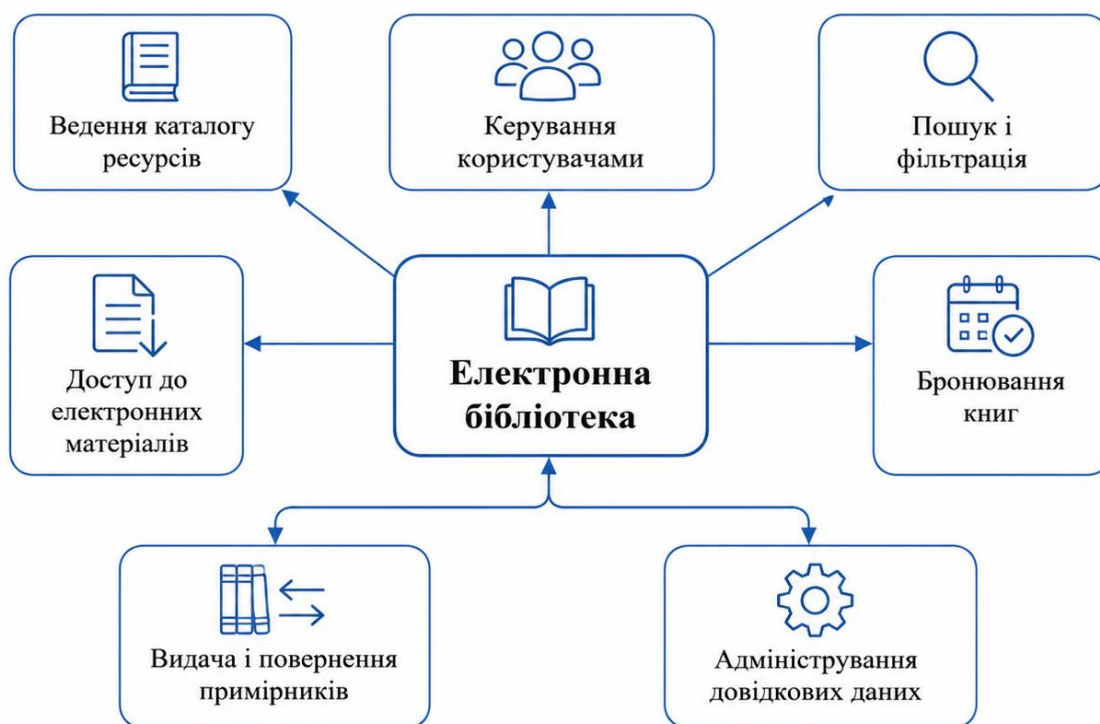 Ведення каталогу
ресурсів
Керування
користувачами
Пошук і
фільтрація
Доступ до
електронних
матеріалів
Електронна
бібліотека
Бронювання
книг
Видача і повернення
примірників
Адміністрування
довідкових даних